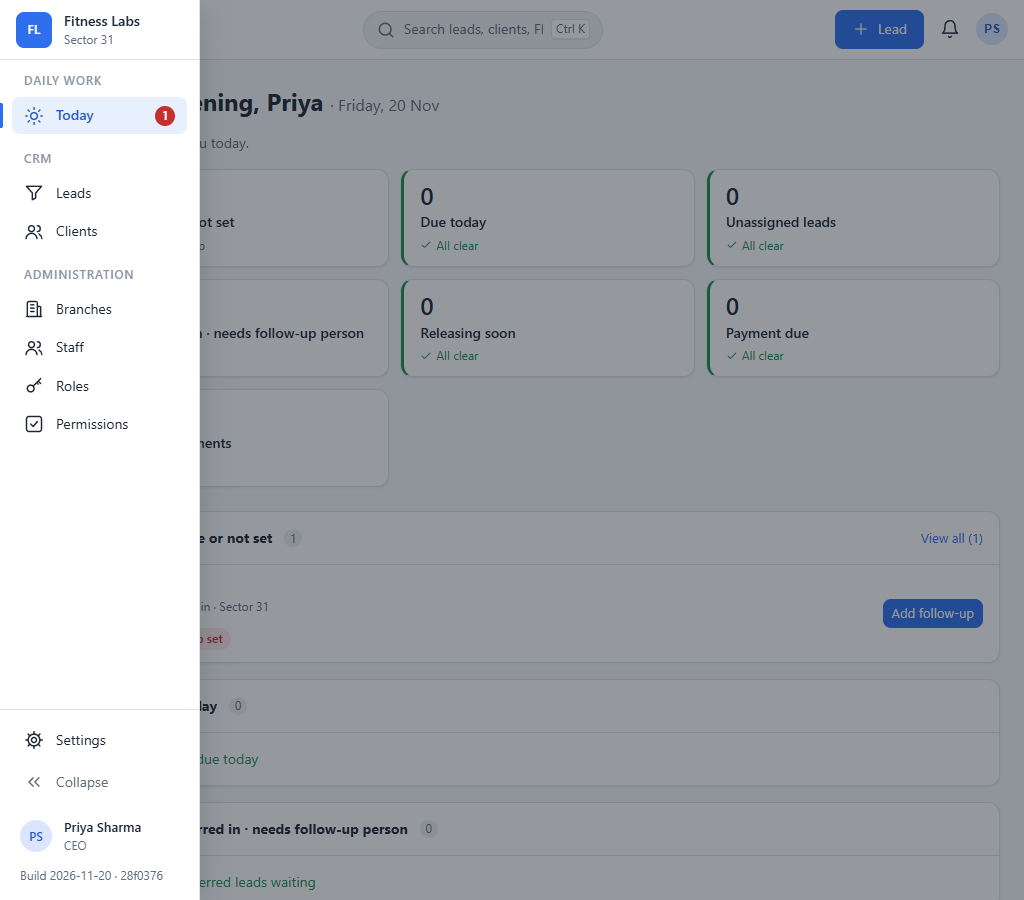 FL
Fitness Labs
Sector 31
DAILY WORK
Today 1
CRM
Leads
Clients
ADMINISTRATION
Branches
Staff
Roles
Permissions
Settings
Collapse
PS
Priya Sharma
CEO
Build 2026-11-20 · 28f0376
Search leads, clients, Fl Ctrl K
+ Lead
PS
ning, Priya · Friday, 20 Nov
u today.
ot set
0
Due today
✓ All clear
0
Unassigned leads
✓ All clear
· needs follow-up person
0
Releasing soon
✓ All clear
0
Payment due
✓ All clear
nents
e or not set 1
View all (1)
in · Sector 31
set
Add follow-up
lay 0
due today
rred in · needs follow-up person 0
erred leads waiting